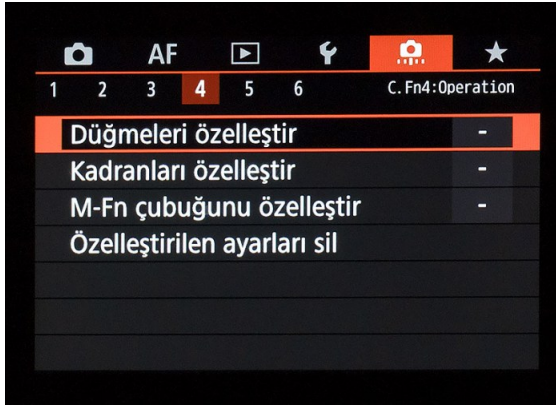 AF
1 2 3 4 5 6 C.Fn4:Operation
Düğmeleri özelleştir -
Kadranları özelleştir -
M-Fn çubuğunu özelleştir -
Özelleştirilen ayarları sil